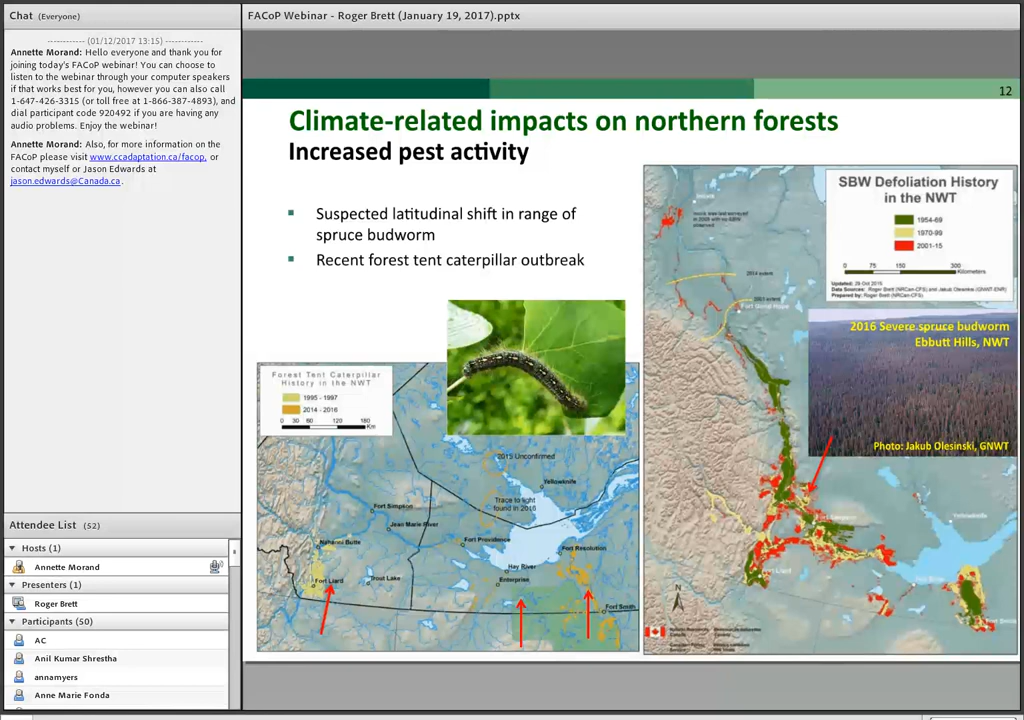 Chat (Everyone)
------------ (01/12/2017 13:15) ------------
Annette Morand: Hello everyone and thank you for
joining today's FACoP webinar! You can choose to
listen to the webinar through your computer speakers
if that works best for you, however you can also call
1-647-426-3315 (or toll free at 1-866-387-4893), and
dial participant code 920492 if you are having any
audio problems. Enjoy the webinar!
Annette Morand: Also, for more information on the
FACoP please visit www.ccadaptation.ca/facop, or
contact myself or Jason Edwards at
jason.edwards@Canada.ca.
Attendee List (52)
Hosts (1)
Annette Morand
Presenters (1)
Roger Brett
Participants (50)
AC
Anil Kumar Shrestha
annamyers
Anne Marie Fonda
FACoP Webinar - Roger Brett (January 19, 2017).pptx
12
Climate-related impacts on northern forests
Increased pest activity
Suspected latitudinal shift in range of
spruce budworm
Recent forest tent caterpillar outbreak
Forest Tent Caterpillar
History in the NWT
1995 - 1997
2014 - 2016
0 30 60 120 180
Km
2015 Unconfirmed
Yellowknife
Trace to light
found in 2016
Fort Simpson
Jean Marie River
Nahanni Butte
Fort Providence
Fort Resolution
Hay River
Enterprise
Fort Liard
Trout Lake
Fort Smith
SBW Defoliation History
in the NWT
1954-69
1970-99
2001-15
0 75 150 300
Kilometers
Data Sources: Roger Brett (NRCan-CFS) and Jakub Olesinski (GNWT-ENR)
Prepared by: Roger Brett (NRCan-CFS)
2016 Severe spruce budworm
Ebbutt Hills, NWT
Photo: Jakub Olesinski, GNWT
Fort Good Hope
Yellowknife
N